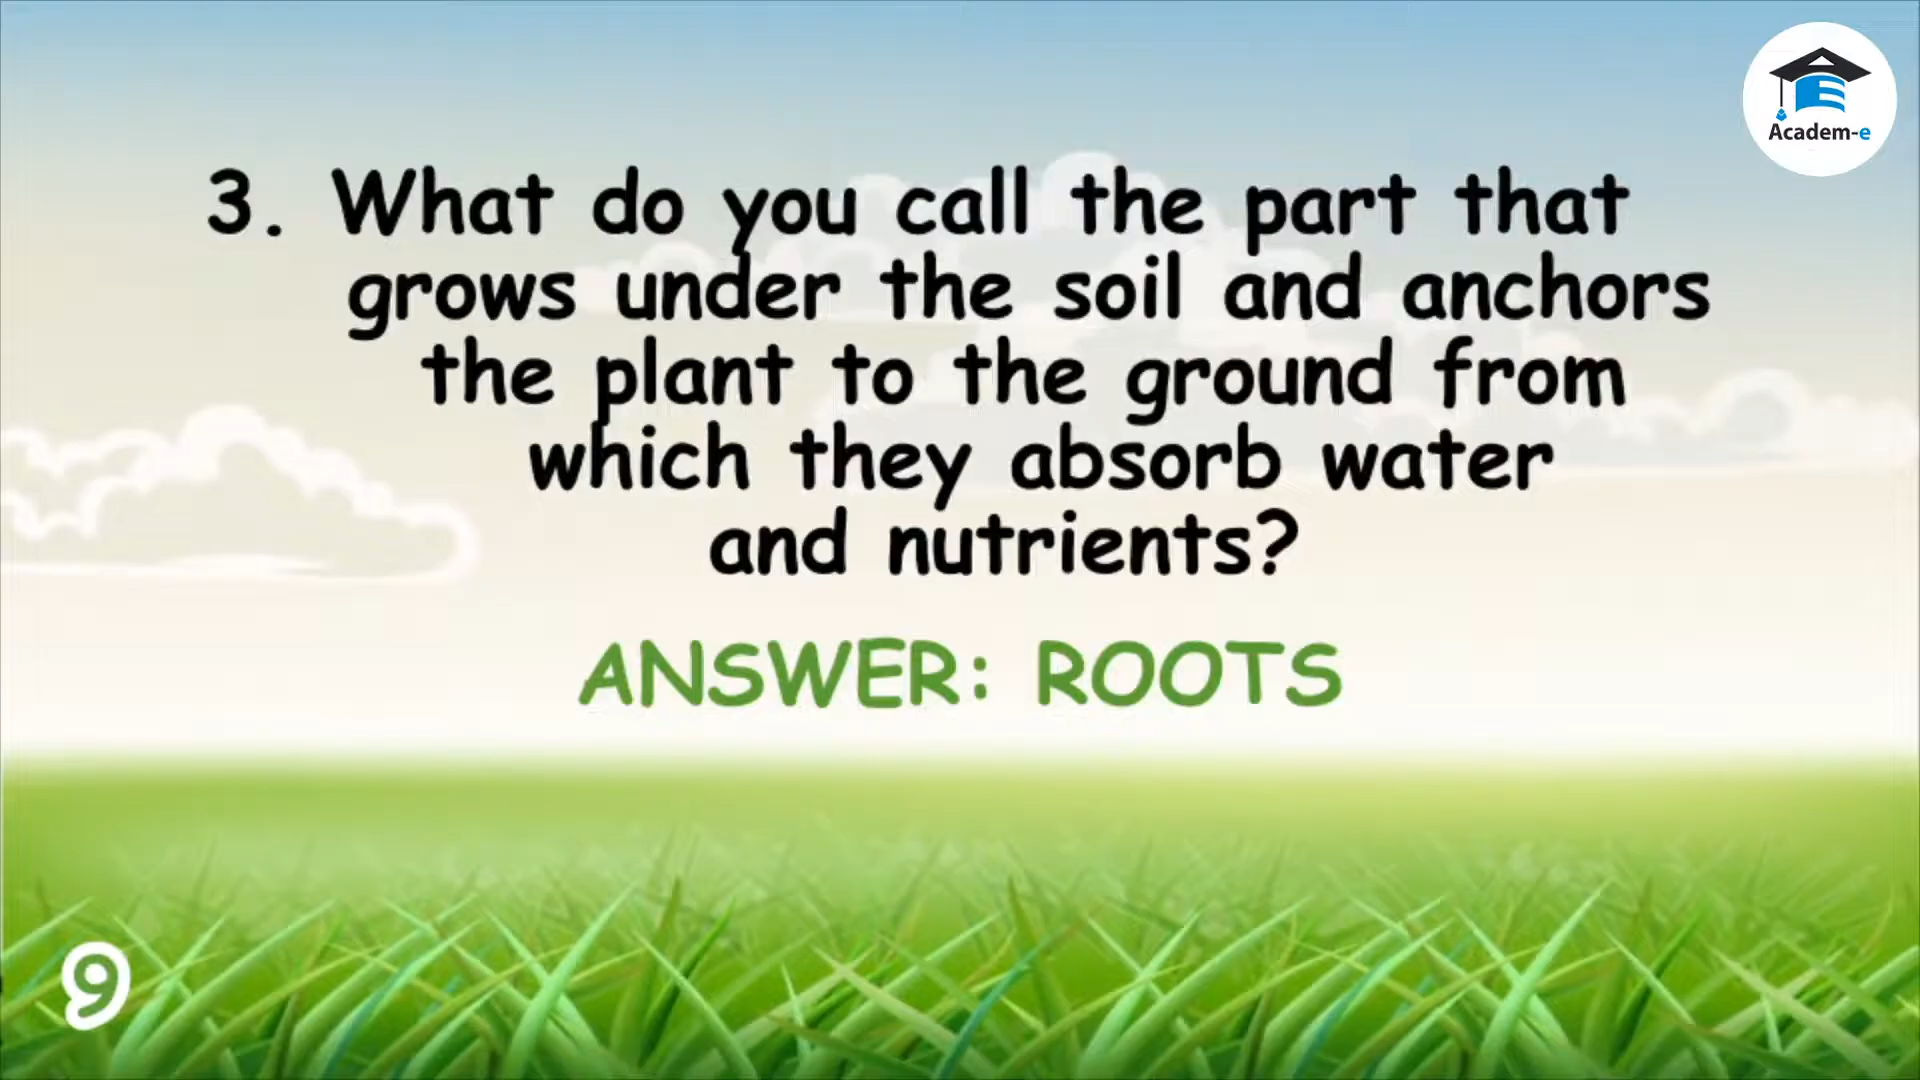 Academ-e
3. What do you call the part that
grows under the soil and anchors
the plant to the ground from
which they absorb water
and nutrients?
ANSWER: ROOTS
9